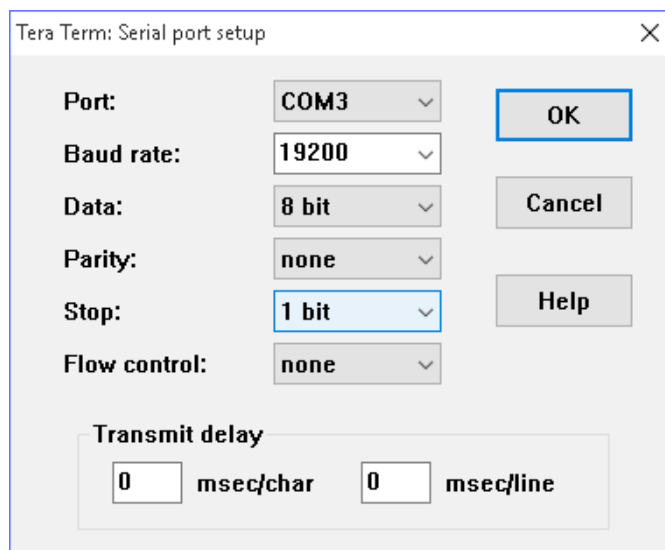 Tera Term: Serial port setup
Port: COM3 OK
Baud rate: 19200
Data: 8 bit Cancel
Parity: none
Stop: 1 bit Help
Flow control: none
Transmit delay
0 msec/char 0 msec/line